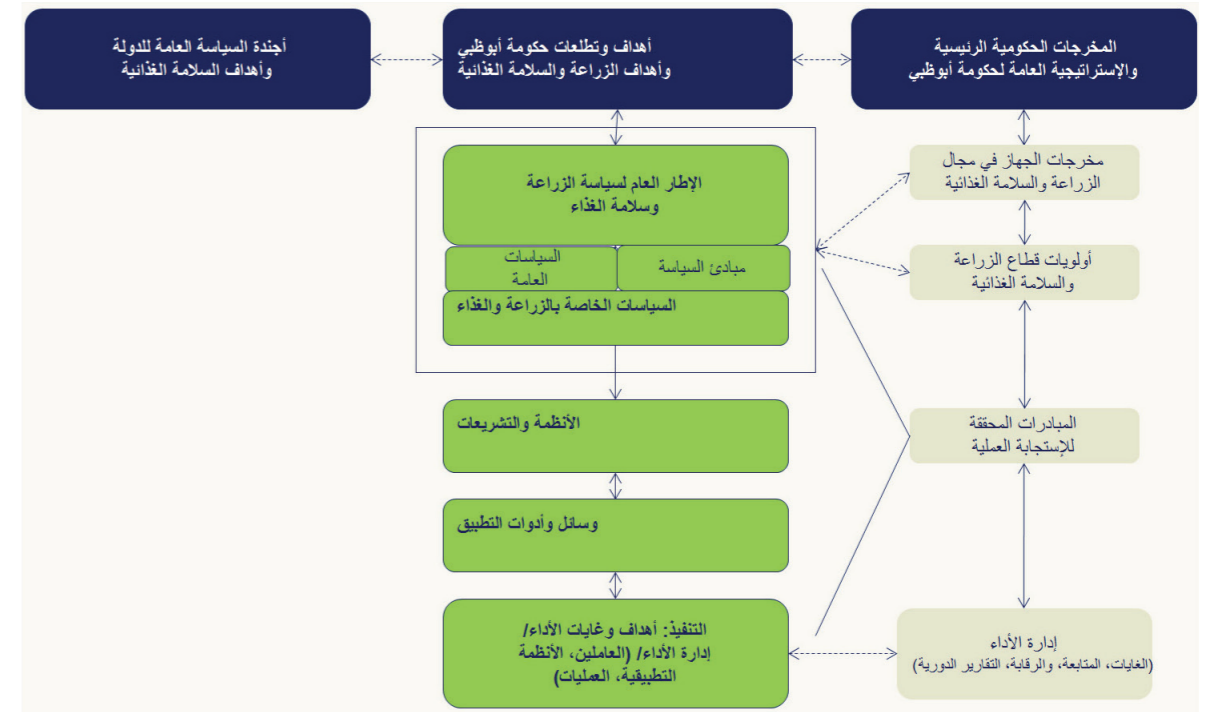 المخرجات الحكومية الرئيسية
والإستراتيجية العامة لحكومة أبوظبي
أهداف وتطلعات حكومة أبوظبي
وأهداف الزراعة والسلامة الغذائية
أجندة السياسة العامة للدولة
وأهداف السلامة الغذائية
مخرجات الجهاز في مجال
الزراعة والسلامة الغذائية
الإطار العام لسياسة الزراعة
وسلامة الغذاء
أولويات قطاع الزراعة
والسلامة الغذائية
مبادئ السياسة
السياسات
العامة
السياسات الخاصة بالزراعة والغذاء
المبادرات المحققة
للإستجابة العملية
الأنظمة والتشريعات
وسائل وأدوات التطبيق
إدارة الأداء
(الغايات، المتابعة، والرقابة، التقارير الدورية)
التنفيذ: أهداف وغايات الأداء/
إدارة الأداء/ (العاملين، الأنظمة
التطبيقية، العمليات)